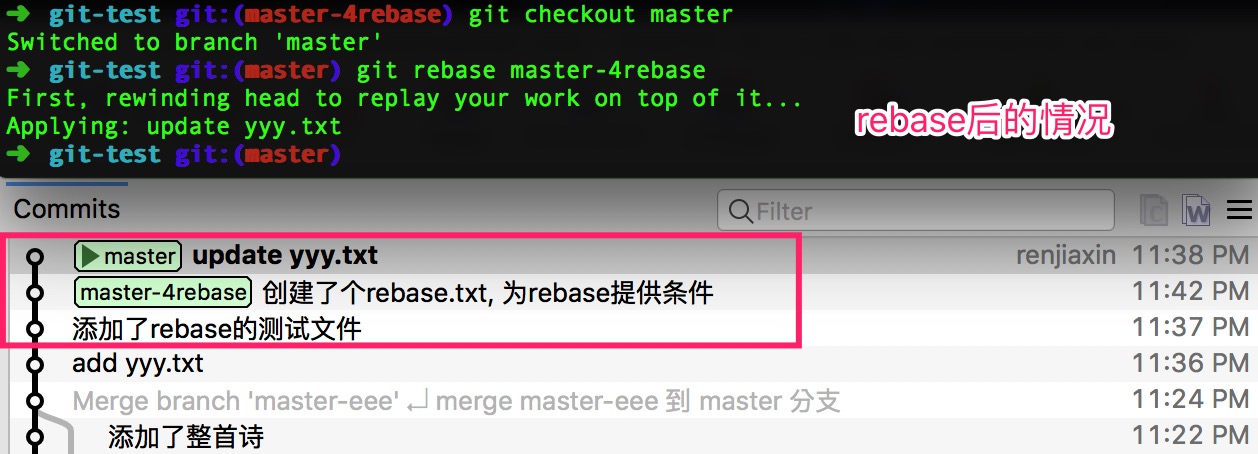 ➜ git-test git:(master-4rebase) git checkout master
Switched to branch 'master'
➜ git-test git:(master) git rebase master-4rebase
First, rewinding head to replay your work on top of it...
Applying: update yyy.txt
rebase后的情况
➜ git-test git:(master)
Commits Filter C W
master update yyy.txt renjiaxin 11:38 PM
master-4rebase 创建了个rebase.txt, 为rebase提供条件 11:42 PM
添加了rebase的测试文件 11:37 PM
add yyy.txt 11:36 PM
Merge branch 'master-eee' ↵ merge master-eee 到 master 分支 11:24 PM
添加了整首诗 11:22 PM